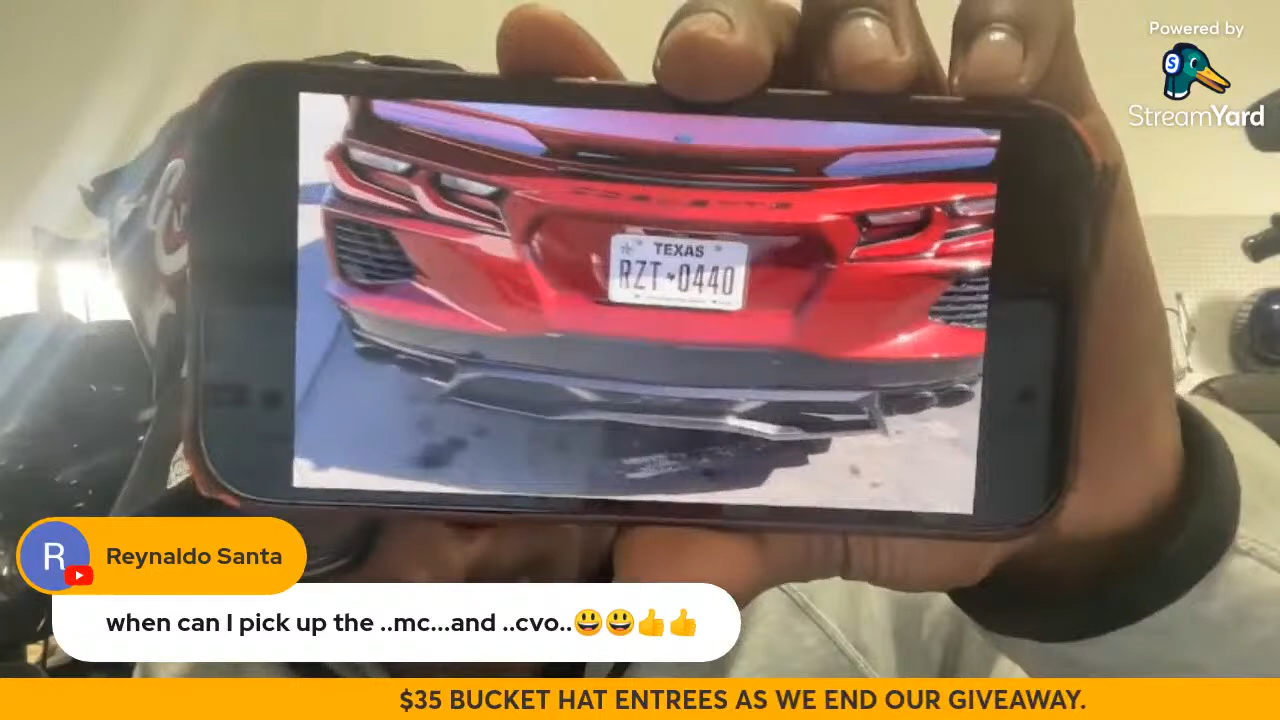 Powered by
StreamYard
CORVETTE
TEXAS
RZT 0440
R
Reynaldo Santa
when can I pick up the ..mc...and ..cvo..😃😃👍👍
$35 BUCKET HAT ENTREES AS WE END OUR GIVEAWAY.